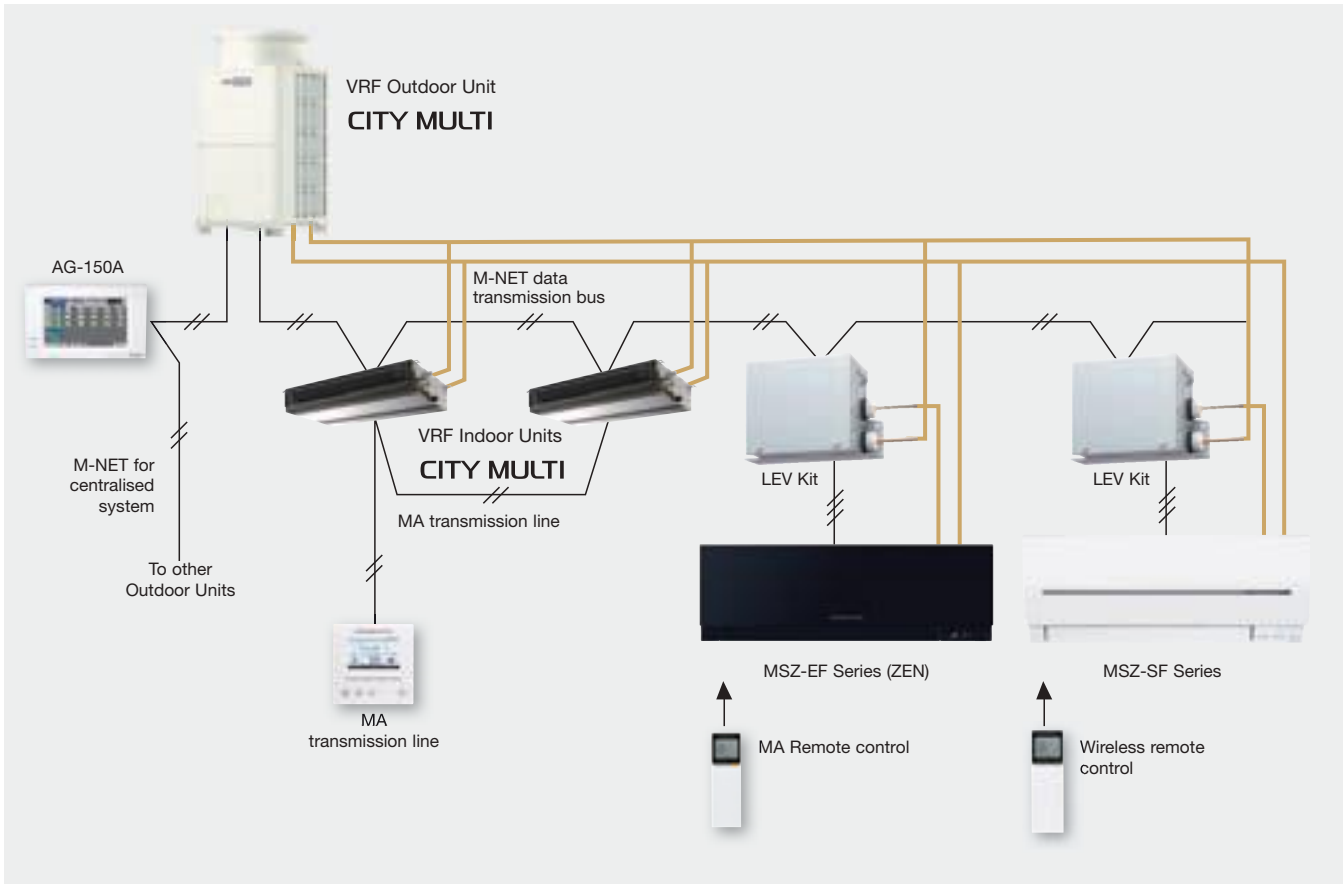 VRF Outdoor Unit
CITY MULTI
AG-150A
M-NET data
transmission bus
VRF Indoor Units
CITY MULTI
M-NET for
centralised
system
LEV Kit
LEV Kit
MA transmission line
To other
Outdoor Units
MSZ-EF Series (ZEN)
MSZ-SF Series
MA
transmission line
MA Remote control
Wireless remote
control